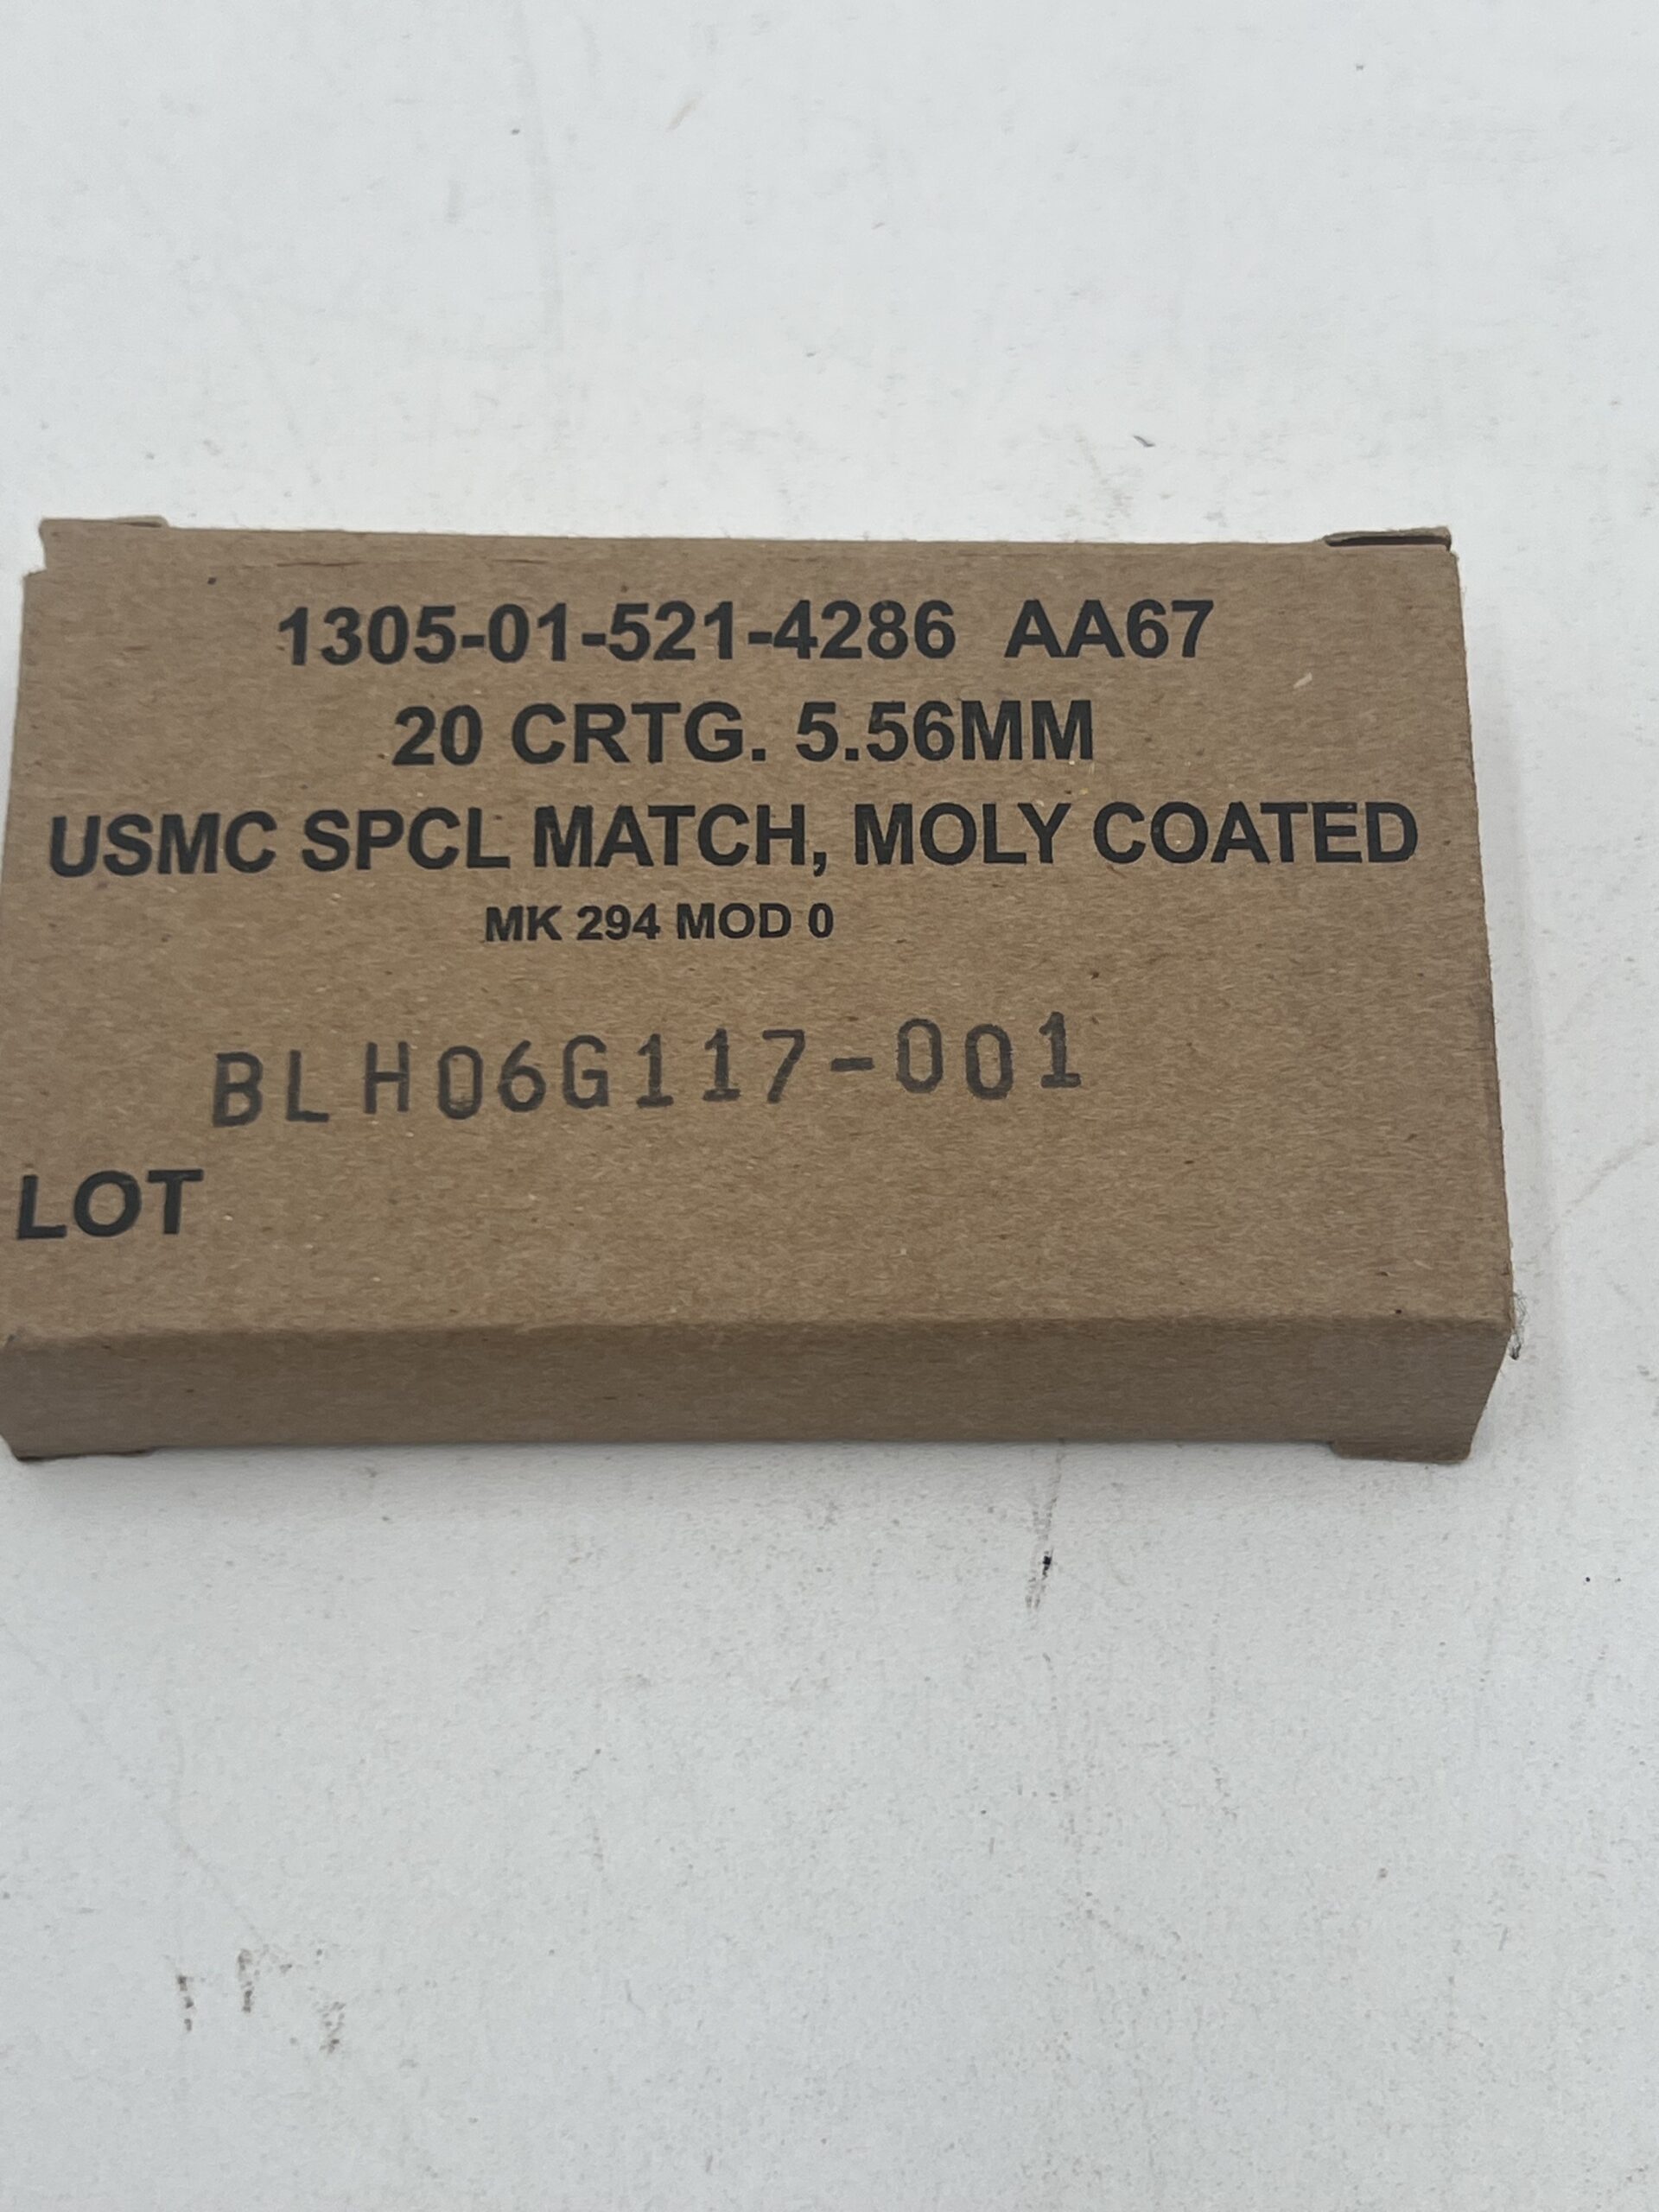 1305-01-521-4286 AA67
20 CRTG. 5.56MM
USMC SPCL MATCH, MOLY COATED
MK 294 MOD 0
BLH06G117-001
LOT